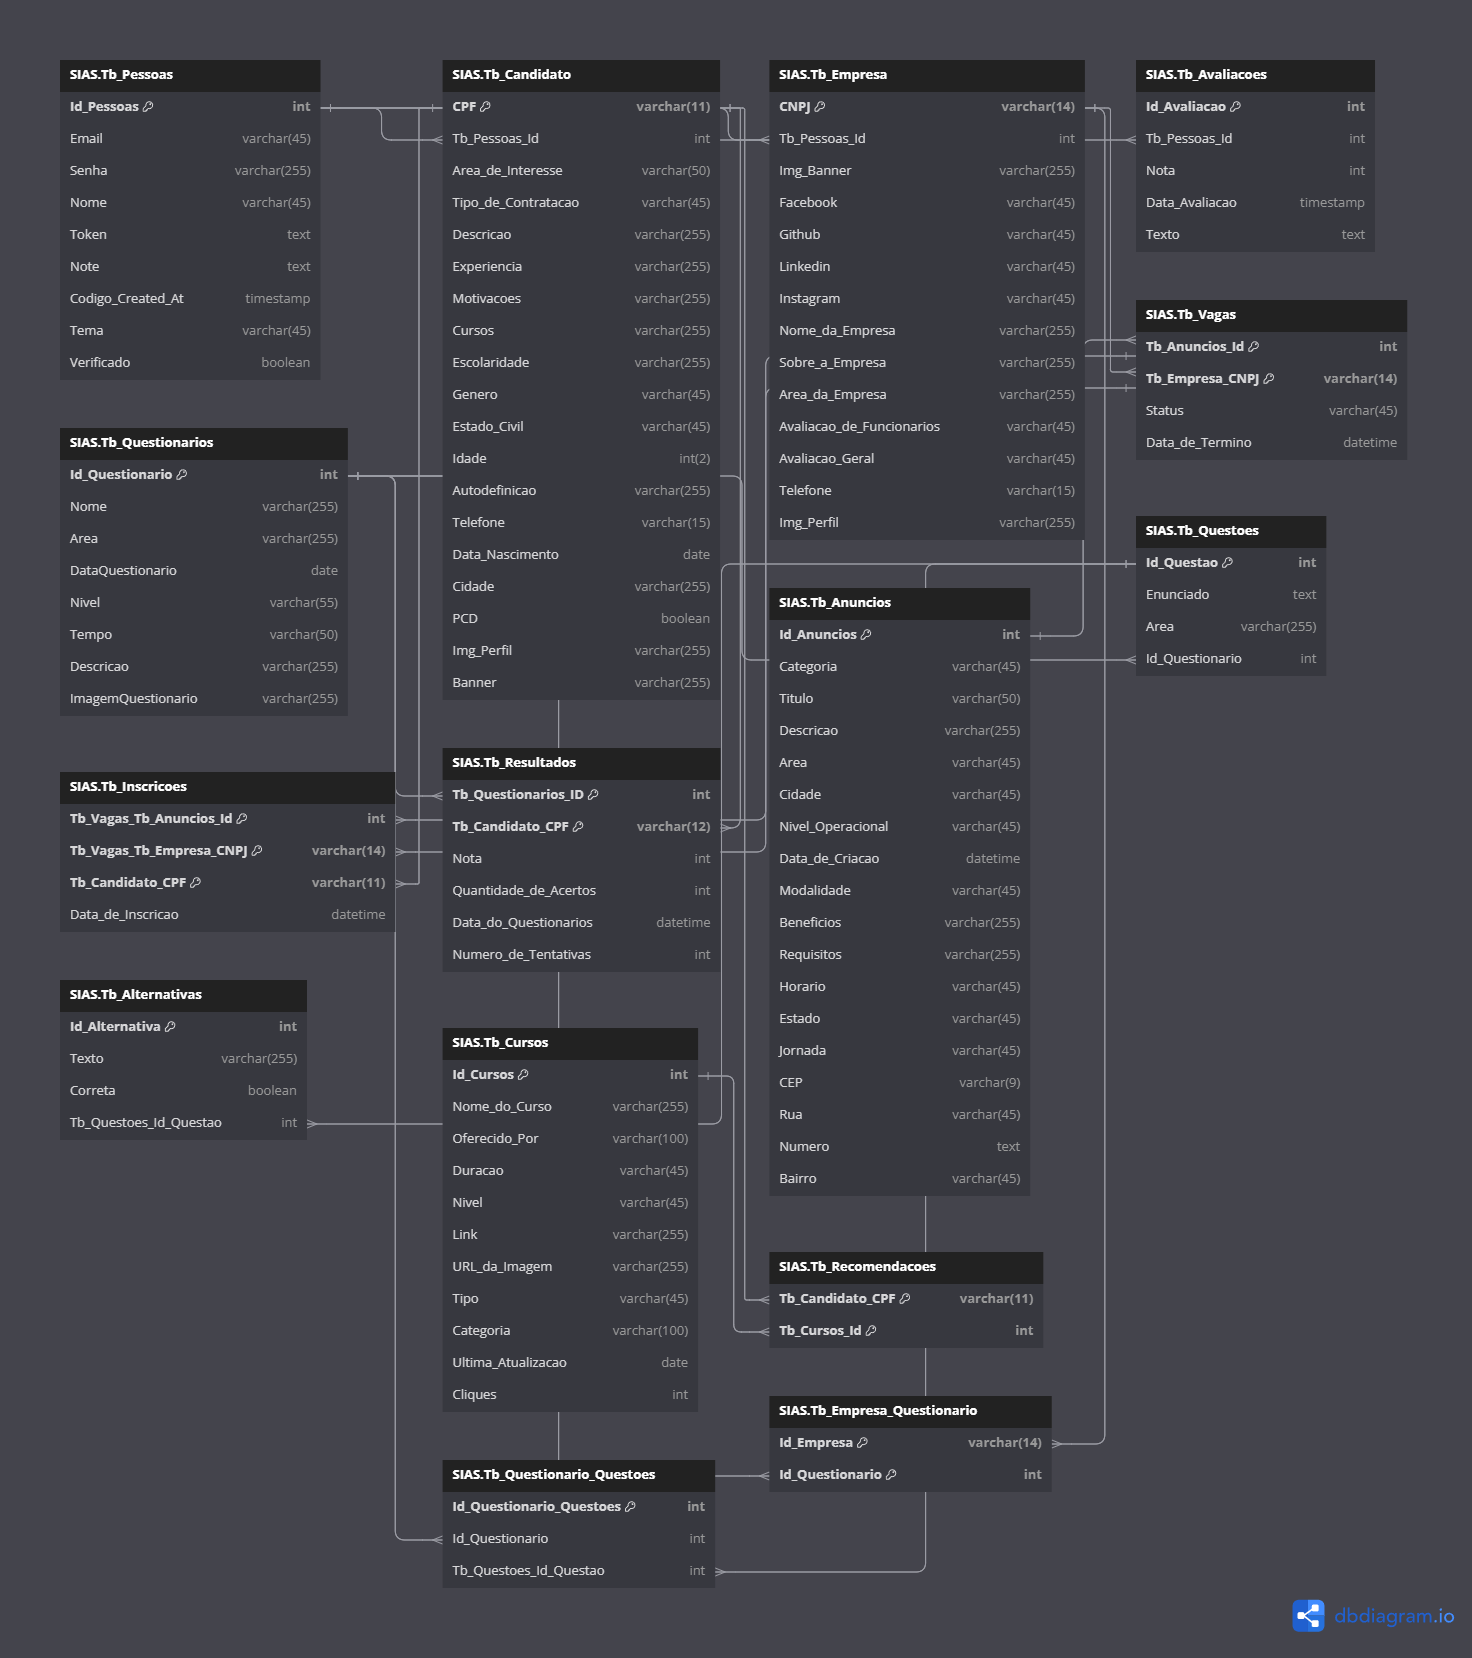 SIAS.Tb_Pessoas
Id_Pessoas int
Email varchar(45)
Senha varchar(255)
Nome varchar(45)
Token text
Note text
Codigo_Created_At timestamp
Tema varchar(45)
Verificado boolean
SIAS.Tb_Questionarios
Id_Questionario int
Nome varchar(255)
Area varchar(255)
DataQuestionario date
Nivel varchar(55)
Tempo varchar(50)
Descricao varchar(255)
ImagemQuestionario varchar(255)
SIAS.Tb_Inscricoes
Tb_Vagas_Tb_Anuncios_Id int
Tb_Vagas_Tb_Empresa_CNPJ varchar(14)
Tb_Candidato_CPF varchar(11)
Data_de_Inscricao datetime
SIAS.Tb_Alternativas
Id_Alternativa int
Texto varchar(255)
Correta boolean
Tb_Questoes_Id_Questao int
SIAS.Tb_Candidato
CPF varchar(11)
Tb_Pessoas_Id int
Area_de_Interesse varchar(50)
Tipo_de_Contratacao varchar(45)
Descricao varchar(255)
Experiencia varchar(255)
Motivacoes varchar(255)
Cursos varchar(255)
Escolaridade varchar(255)
Genero varchar(45)
Estado_Civil varchar(45)
Idade int(2)
Autodefinicao varchar(255)
Telefone varchar(15)
Data_Nascimento date
Cidade varchar(255)
PCD boolean
Img_Perfil varchar(255)
Banner varchar(255)
SIAS.Tb_Resultados
Tb_Questionarios_ID int
Tb_Candidato_CPF varchar(12)
Nota int
Quantidade_de_Acertos int
Data_do_Questionarios datetime
Numero_de_Tentativas int
SIAS.Tb_Cursos
Id_Cursos int
Nome_do_Curso varchar(255)
Oferecido_Por varchar(100)
Duracao varchar(45)
Nivel varchar(45)
Link varchar(255)
URL_da_Imagem varchar(255)
Tipo varchar(45)
Categoria varchar(100)
Ultima_Atualizacao date
Cliques int
SIAS.Tb_Questionario_Questoes
Id_Questionario_Questoes int
Id_Questionario int
Tb_Questoes_Id_Questao int
SIAS.Tb_Empresa
CNPJ varchar(14)
Tb_Pessoas_Id int
Img_Banner varchar(255)
Facebook varchar(45)
Github varchar(45)
Linkedin varchar(45)
Instagram varchar(45)
Nome_da_Empresa varchar(255)
Sobre_a_Empresa varchar(255)
Area_da_Empresa varchar(255)
Avaliacao_de_Funcionarios varchar(45)
Avaliacao_Geral varchar(45)
Telefone varchar(15)
Img_Perfil varchar(255)
SIAS.Tb_Anuncios
Id_Anuncios int
Categoria varchar(45)
Titulo varchar(50)
Descricao varchar(255)
Area varchar(45)
Cidade varchar(45)
Nivel_Operacional varchar(45)
Data_de_Criacao datetime
Modalidade varchar(45)
Beneficios varchar(255)
Requisitos varchar(255)
Horario varchar(45)
Estado varchar(45)
Jornada varchar(45)
CEP varchar(9)
Rua varchar(45)
Numero text
Bairro varchar(45)
SIAS.Tb_Recomendacoes
Tb_Candidato_CPF varchar(11)
Tb_Cursos_Id int
SIAS.Tb_Empresa_Questionario
Id_Empresa varchar(14)
Id_Questionario int
SIAS.Tb_Avaliacoes
Id_Avaliacao int
Tb_Pessoas_Id int
Nota int
Data_Avaliacao timestamp
Texto text
SIAS.Tb_Vagas
Tb_Anuncios_Id int
Tb_Empresa_CNPJ varchar(14)
Status varchar(45)
Data_de_Termino datetime
SIAS.Tb_Questoes
Id_Questao int
Enunciado text
Area varchar(255)
Id_Questionario int
dbdiagram.io